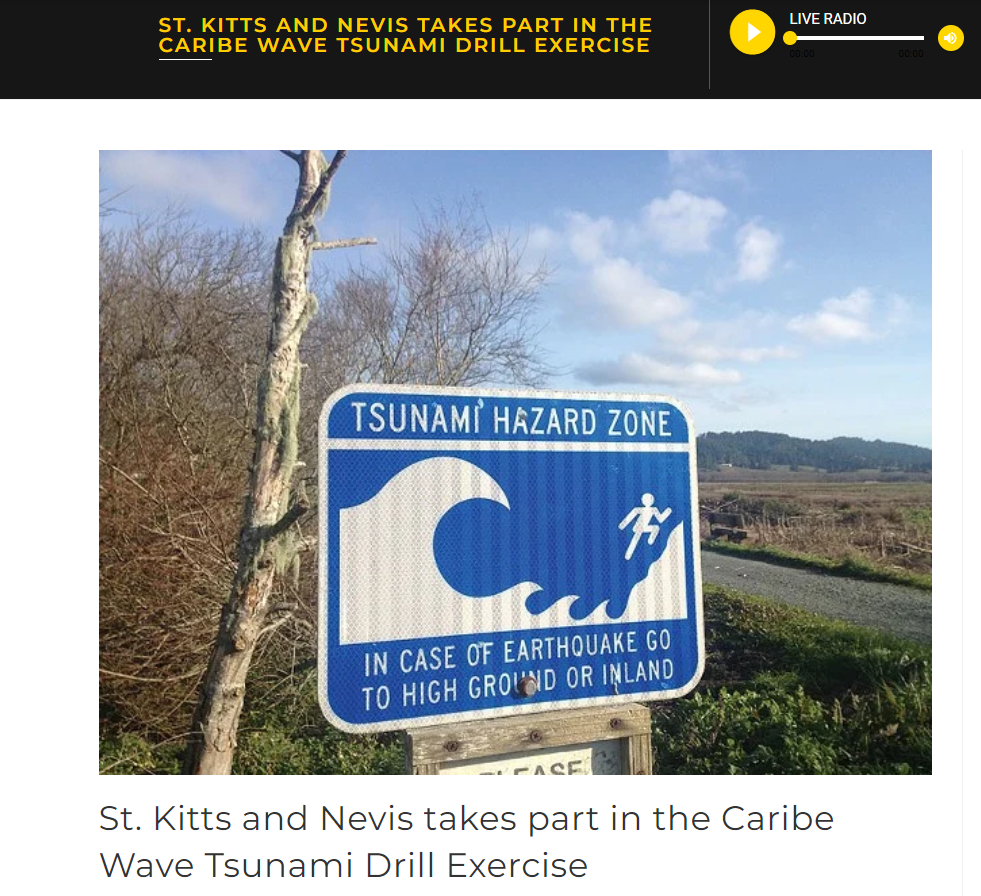 ST. KITTS AND NEVIS TAKES PART IN THE
CARIBE WAVE TSUNAMI DRILL EXERCISE
LIVE RADIO
00:00 00:00
TSUNAMI HAZARD ZONE
IN CASE OF EARTHQUAKE GO
TO HIGH GROUND OR INLAND
PLEASE
St. Kitts and Nevis takes part in the Caribe
Wave Tsunami Drill Exercise